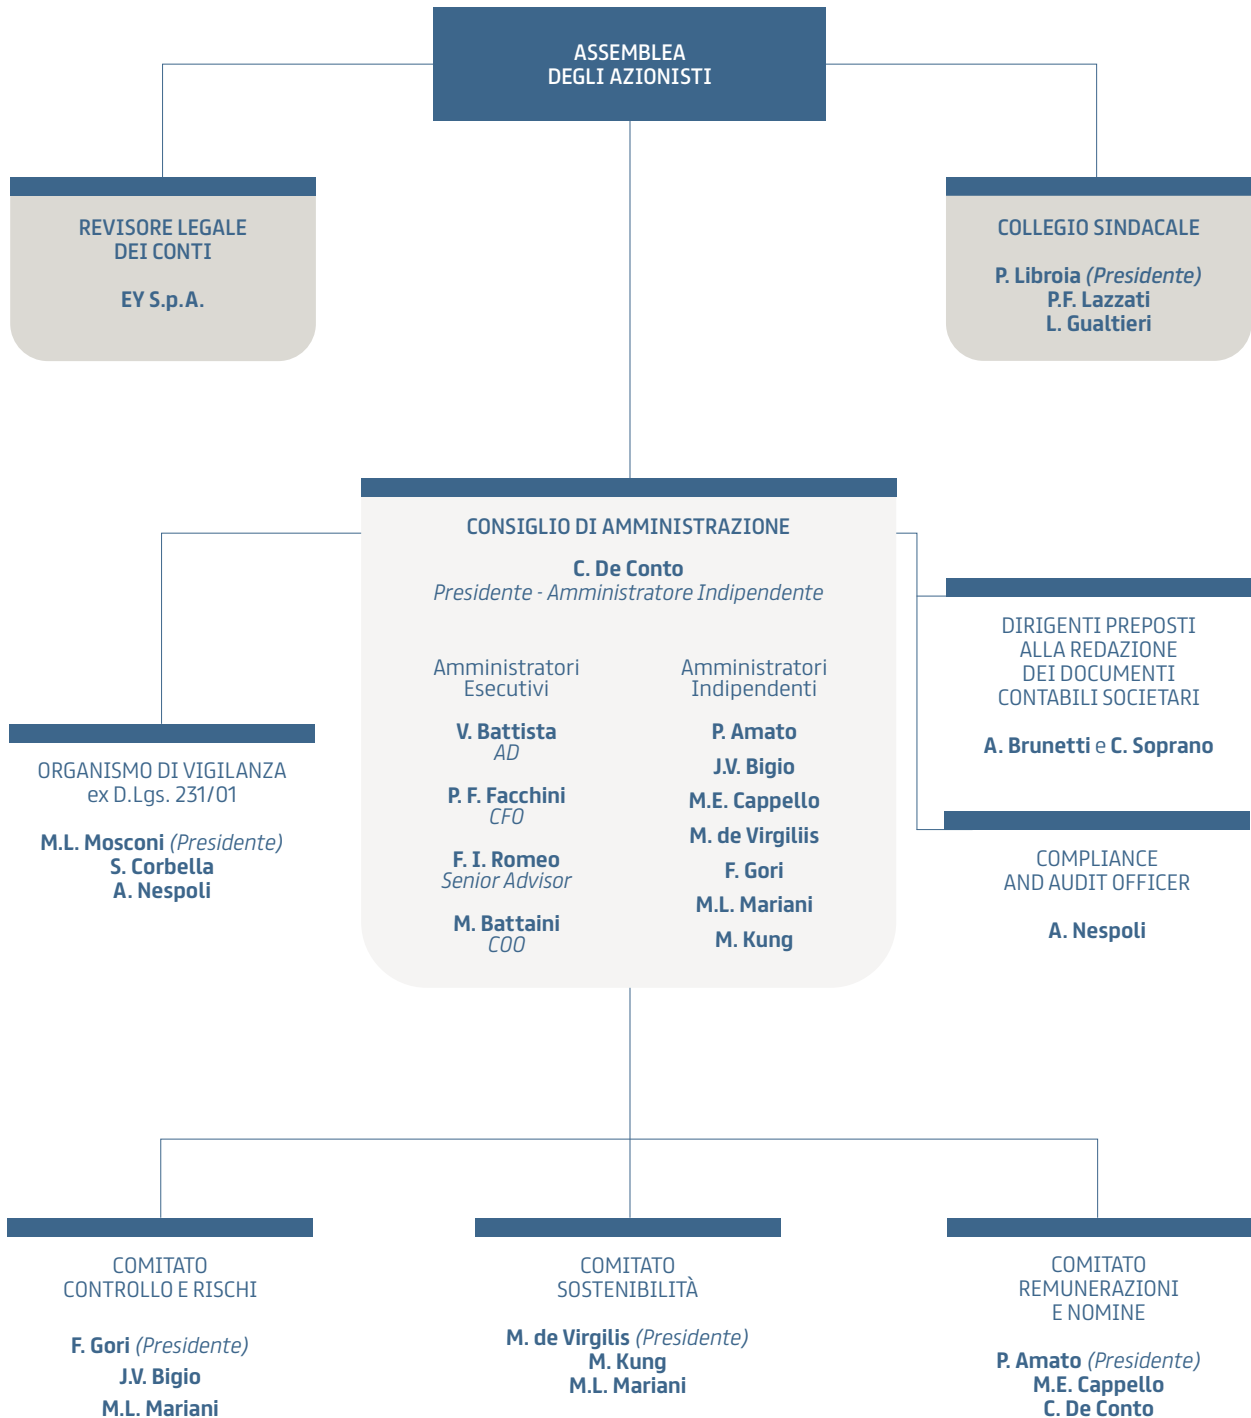 ASSEMBLEA
DEGLI AZIONISTI
REVISORE LEGALE
DEI CONTI
EY S.p.A.
COLLEGIO SINDACALE
P. Libroia (Presidente)
P.F. Lazzati
L. Gualtieri
CONSIGLIO DI AMMINISTRAZIONE
C. De Conto
Presidente - Amministratore Indipendente
Amministratori
Esecutivi
V. Battista
AD
P. F. Facchini
CFO
F. I. Romeo
Senior Advisor
M. Battaini
COO
Amministratori
Indipendenti
P. Amato
J.V. Bigio
M.E. Cappello
M. de Virgiliis
F. Gori
M.L. Mariani
M. Kung
ORGANISMO DI VIGILANZA
ex D.Lgs. 231/01
M.L. Mosconi (Presidente)
S. Corbella
A. Nespoli
DIRIGENTI PREPOSTI
ALLA REDAZIONE
DEI DOCUMENTI
CONTABILI SOCIETARI
A. Brunetti e C. Soprano
COMPLIANCE
AND AUDIT OFFICER
A. Nespoli
COMITATO
CONTROLLO E RISCHI
F. Gori (Presidente)
J.V. Bigio
M.L. Mariani
COMITATO
SOSTENIBILITÀ
M. de Virgilis (Presidente)
M. Kung
M.L. Mariani
COMITATO
REMUNERAZIONI
E NOMINE
P. Amato (Presidente)
M.E. Cappello
C. De Conto